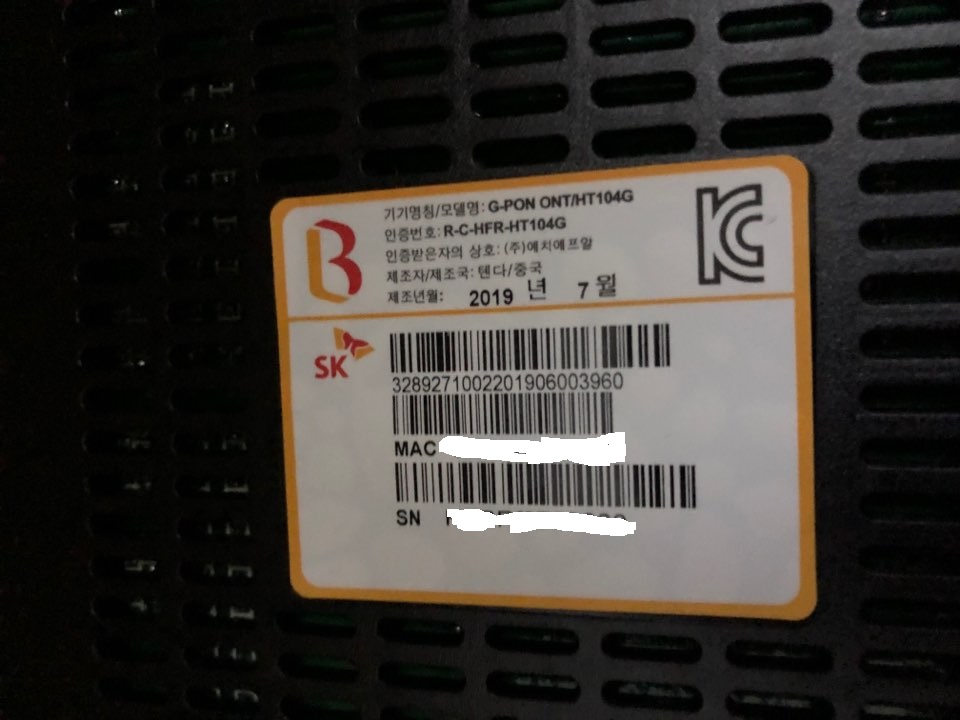 기기명칭/모델명: G-PON ONT/HT104G
인증번호: R-C-HFR-HT104G
인증받은자의 상호: (주)에치에프알
제조자/제조국: 텐다/중국
제조년월: 2019 년 7 월
SK
3289271002201906003960
MAC
SN